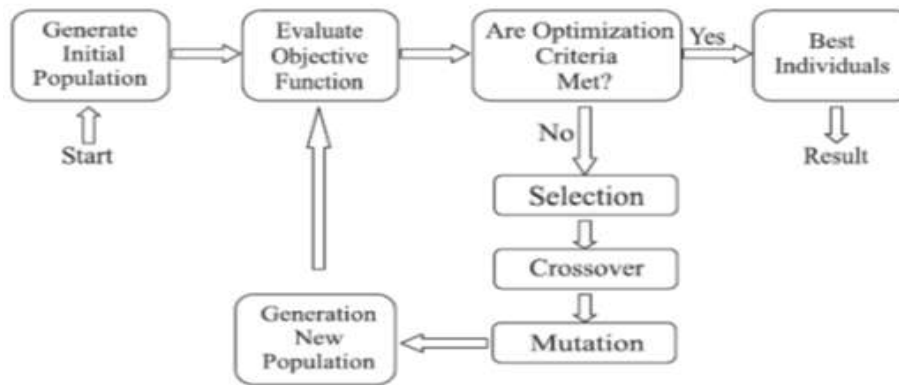 Generate
Initial
Population
Start
Evaluate
Objective
Function
Are Optimization
Criteria
Met?
Yes
Best
Individuals
Result
No
Selection
Crossover
Mutation
Generation
New
Population